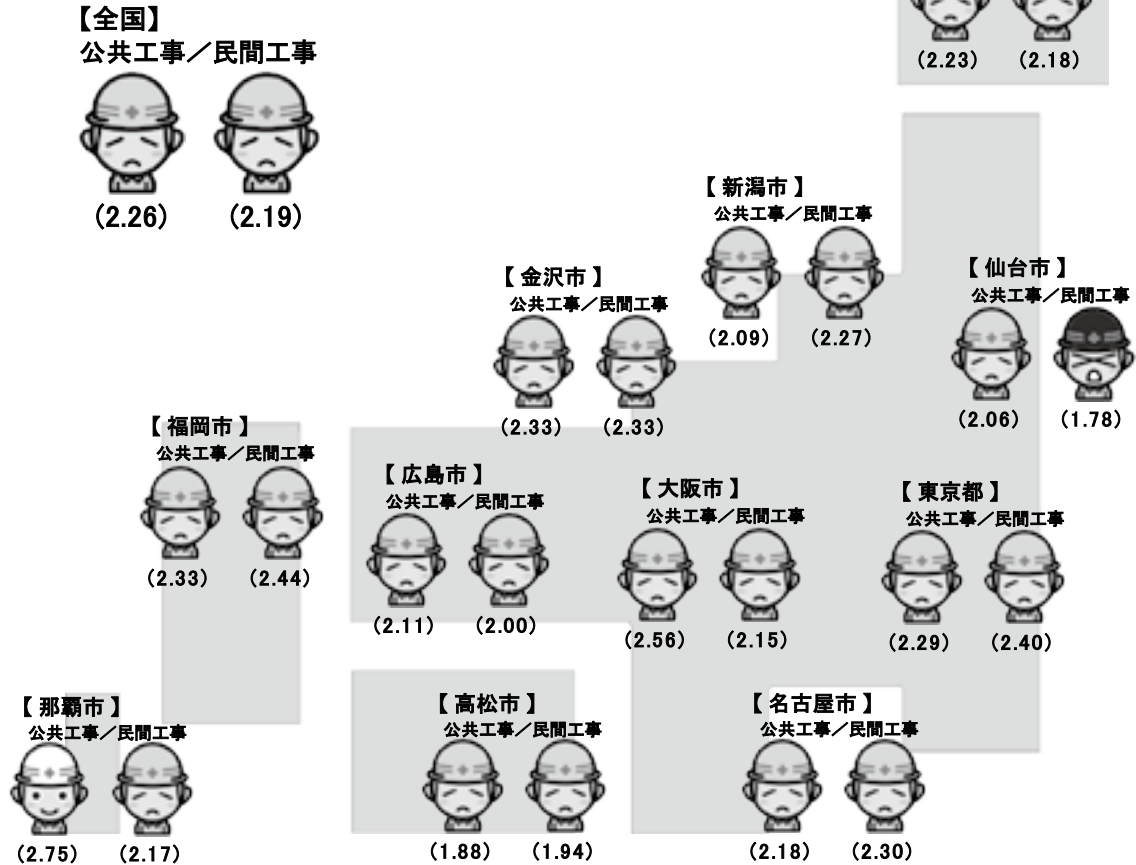 【全国】
公共工事／民間工事
（2.26） （2.19）
（2.23） （2.18）
【 新潟市 】
公共工事／民間工事
（2.09） （2.27）
【 仙台市 】
公共工事／民間工事
（2.06） （1.78）
【 金沢市 】
公共工事／民間工事
（2.33） （2.33）
【 福岡市 】
公共工事／民間工事
（2.33） （2.44）
【 広島市 】
公共工事／民間工事
（2.11） （2.00）
【 大阪市 】
公共工事／民間工事
（2.56） （2.15）
【 東京都 】
公共工事／民間工事
（2.29） （2.40）
【 那覇市 】
公共工事／民間工事
（2.75） （2.17）
【 高松市 】
公共工事／民間工事
（1.88） （1.94）
【 名古屋市 】
公共工事／民間工事
（2.18） （2.30）